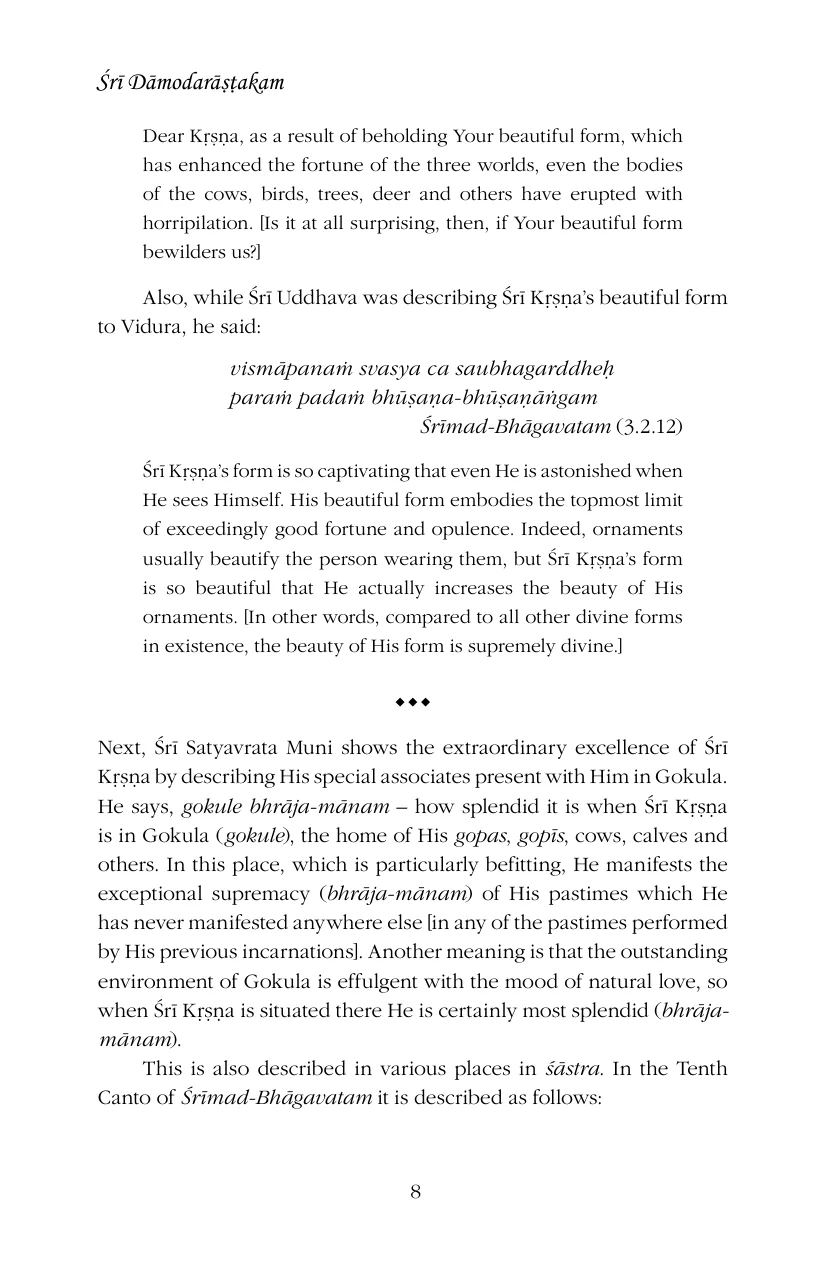 Śrī Dāmodarāṣṭakam
Dear Kṛṣṇa, as a result of beholding Your beautiful form, which
has enhanced the fortune of the three worlds, even the bodies
of the cows, birds, trees, deer and others have erupted with
horripilation. [Is it at all surprising, then, if Your beautiful form
bewilders us?]
Also, while Śrī Uddhava was describing Śrī Kṛṣṇa’s beautiful form
to Vidura, he said:
vismāpanaṁ svasya ca saubhagarddheḥ
paraṁ padaṁ bhūṣaṇa-bhūṣaṇāṅgam
Śrīmad-Bhāgavatam (3.2.12)
Śrī Kṛṣṇa’s form is so captivating that even He is astonished when
He sees Himself. His beautiful form embodies the topmost limit
of exceedingly good fortune and opulence. Indeed, ornaments
usually beautify the person wearing them, but Śrī Kṛṣṇa’s form
is so beautiful that He actually increases the beauty of His
ornaments. [In other words, compared to all other divine forms
in existence, the beauty of His form is supremely divine.]
Next, Śrī Satyavrata Muni shows the extraordinary excellence of Śrī
Kṛṣṇa by describing His special associates present with Him in Gokula.
He says, gokule bhrāja-mānam – how splendid it is when Śrī Kṛṣṇa
is in Gokula (gokule), the home of His gopas, gopīs, cows, calves and
others. In this place, which is particularly befitting, He manifests the
exceptional supremacy (bhrāja-mānam) of His pastimes which He
has never manifested anywhere else [in any of the pastimes performed
by His previous incarnations]. Another meaning is that the outstanding
environment of Gokula is effulgent with the mood of natural love, so
when Śrī Kṛṣṇa is situated there He is certainly most splendid (bhrāja-
mānam).
This is also described in various places in śāstra. In the Tenth
Canto of Śrīmad-Bhāgavatam it is described as follows:
8